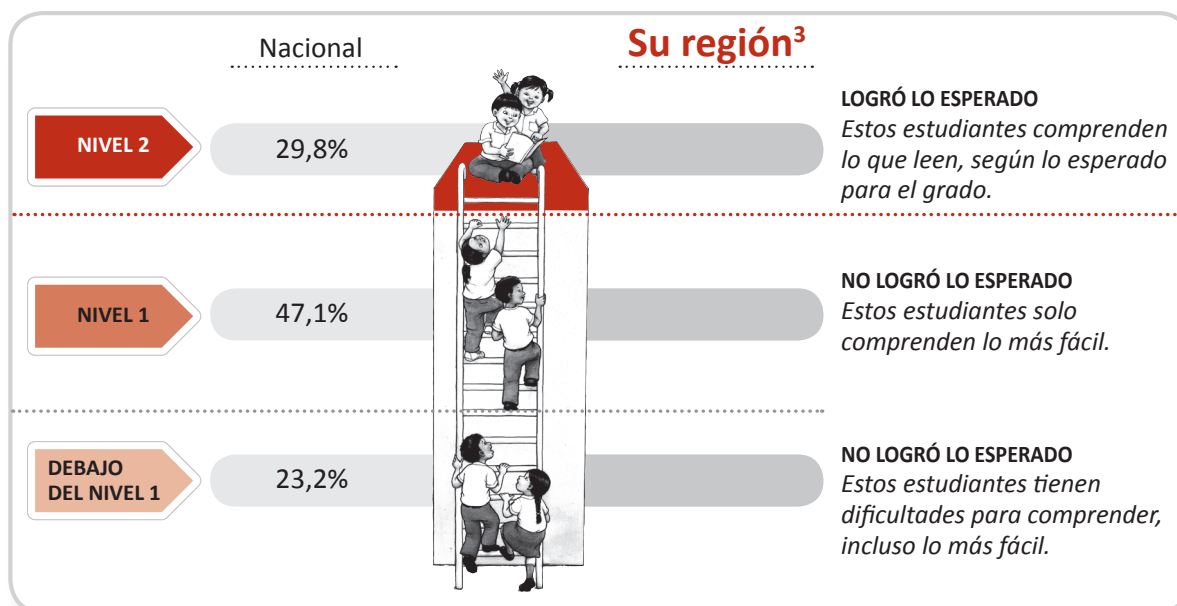 Nacional
Su región³
NIVEL 2
29,8%
LOGRÓ LO ESPERADO
Estos estudiantes comprenden
lo que leen, según lo esperado
para el grado.
NIVEL 1
47,1%
NO LOGRÓ LO ESPERADO
Estos estudiantes solo
comprenden lo más fácil.
DEBAJO
DEL NIVEL 1
23,2%
NO LOGRÓ LO ESPERADO
Estos estudiantes tienen
dificultades para comprender,
incluso lo más fácil.